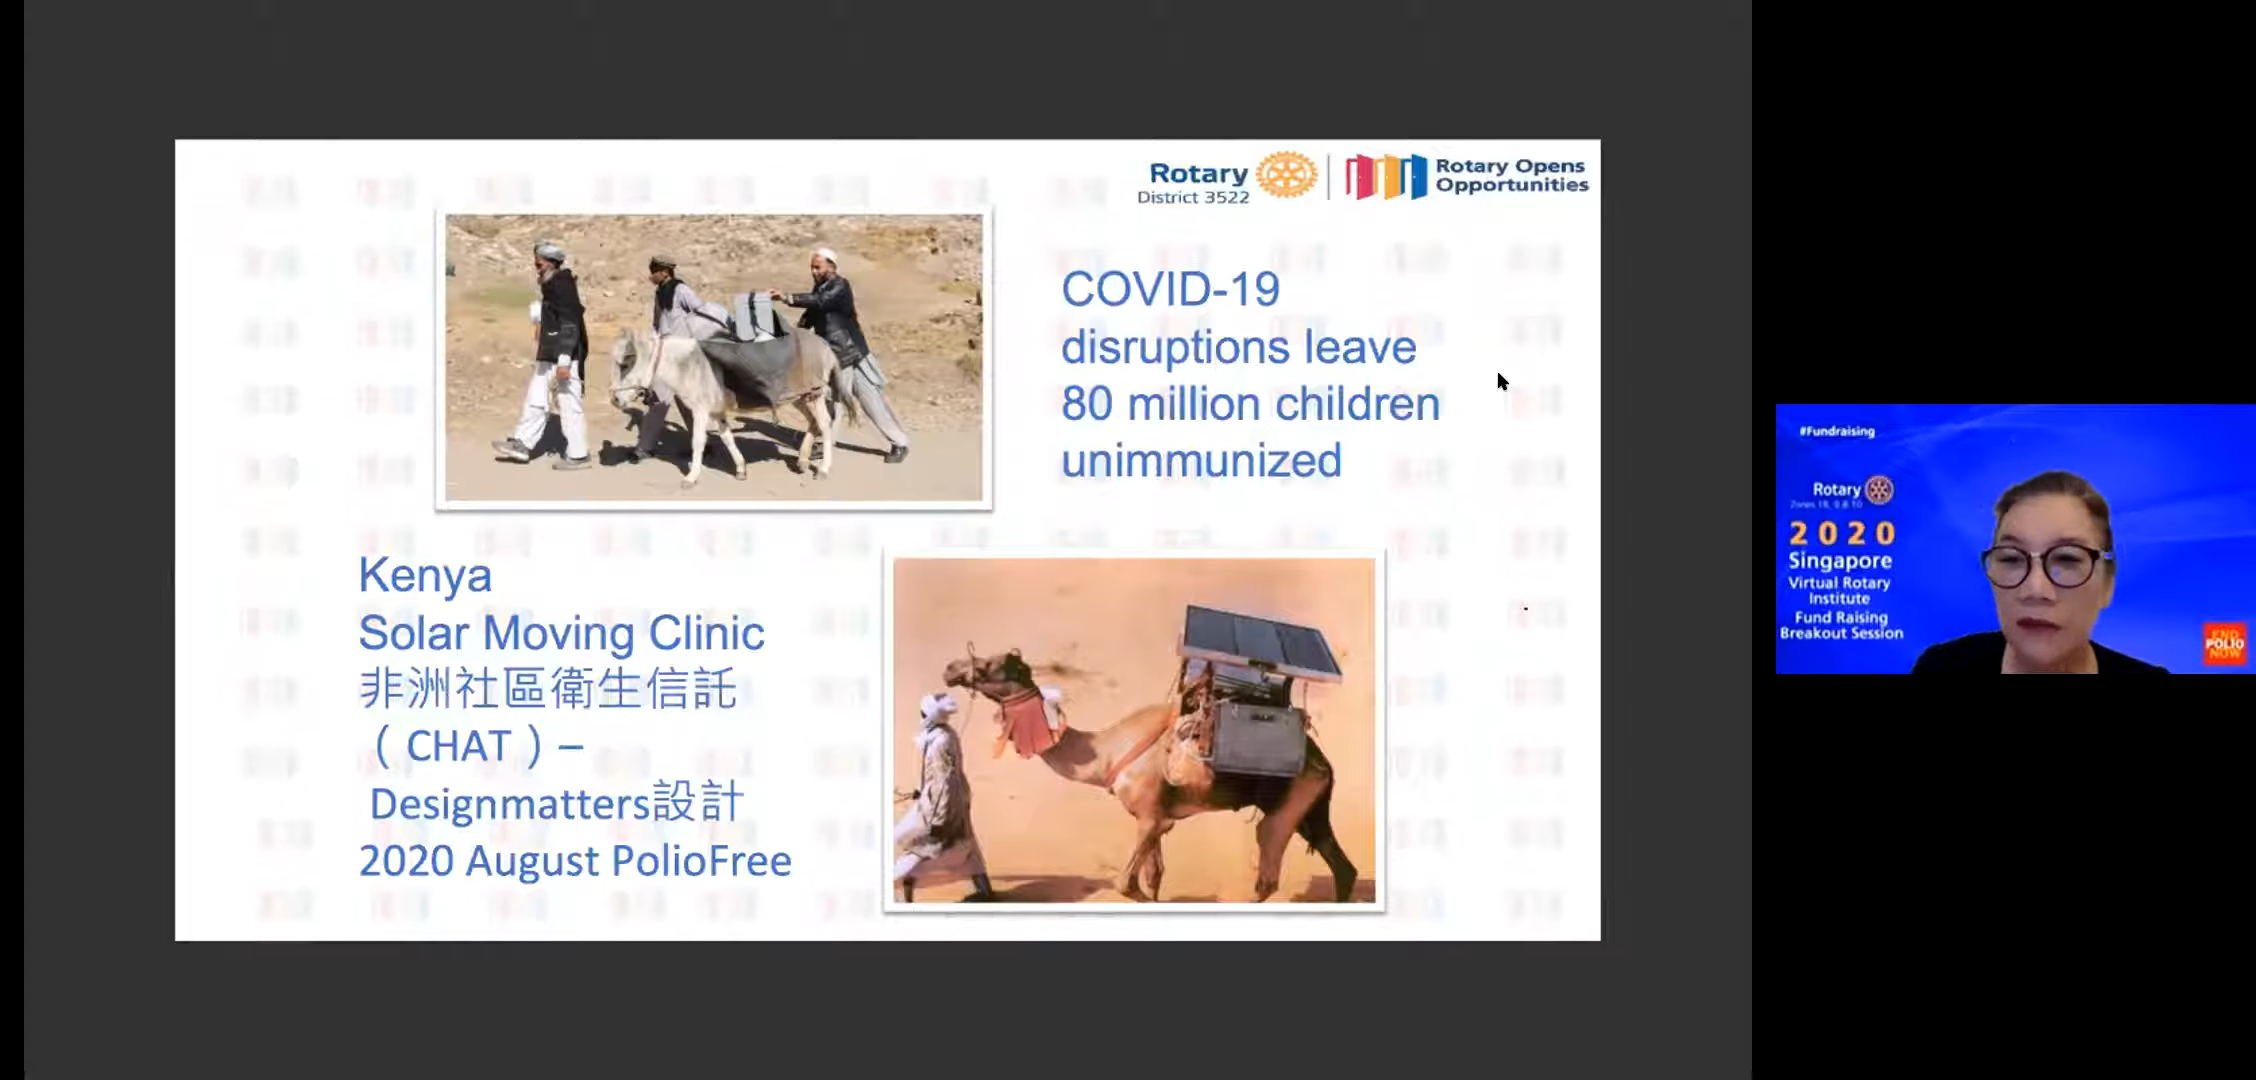 Rotary
District 3522
Rotary Opens
Opportunities
COVID-19
disruptions leave
80 million children
unimmunized
Kenya
Solar Moving Clinic
非洲社區衛生信託
( CHAT ) –
Designmatters設計
2020 August PolioFree
#Fundraising
Rotary
2020
Singapore
Virtual Rotary
Institute
Fund Raising
Breakout Session
END
POLIO
NOW